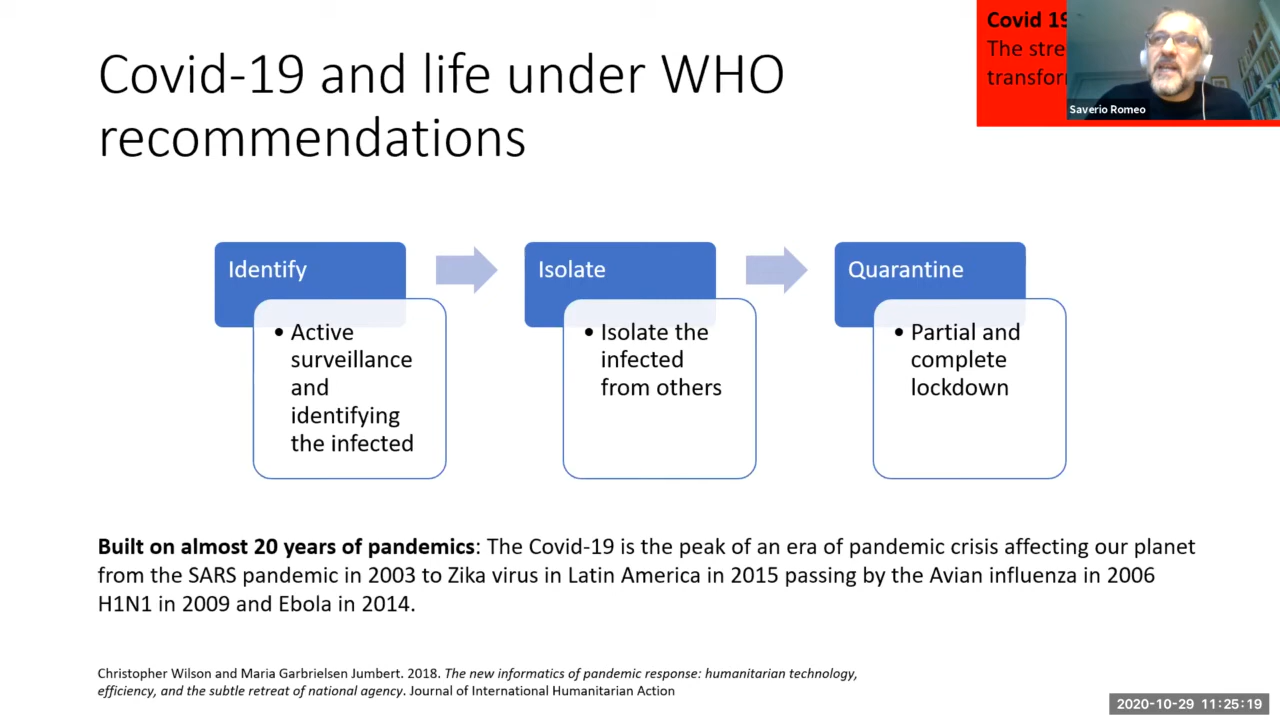 Covid-19 and life under WHO
recommendations
Covid 19
The stre
transfor
Saverio Romeo
Identify
Isolate
Quarantine
• Active
surveillance
and
identifying
the infected
• Isolate the
infected
from others
• Partial and
complete
lockdown
Built on almost 20 years of pandemics: The Covid-19 is the peak of an era of pandemic crisis affecting our planet
from the SARS pandemic in 2003 to Zika virus in Latin America in 2015 passing by the Avian influenza in 2006
H1N1 in 2009 and Ebola in 2014.
Christopher Wilson and Maria Garbrielsen Jumbert. 2018. The new informatics of pandemic response: humanitarian technology,
efficiency, and the subtle retreat of national agency. Journal of International Humanitarian Action
2020-10-29 11:25:19